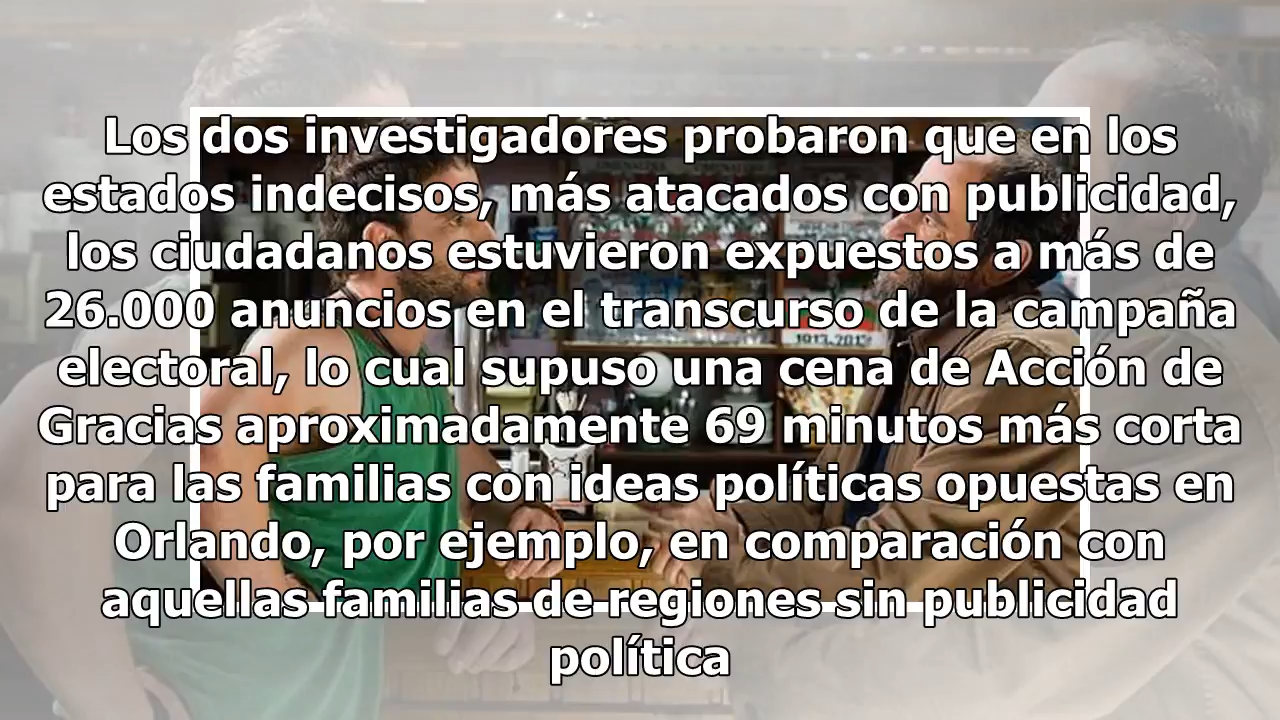 Los dos investigadores probaron que en los
estados indecisos, más atacados con publicidad,
los ciudadanos estuvieron expuestos a más de
26.000 anuncios en el transcurso de la campaña
electoral, lo cual supuso una cena de Acción de
Gracias aproximadamente 69 minutos más corta
para las familias con ideas políticas opuestas en
Orlando, por ejemplo, en comparación con
aquellas familias de regiones sin publicidad
política